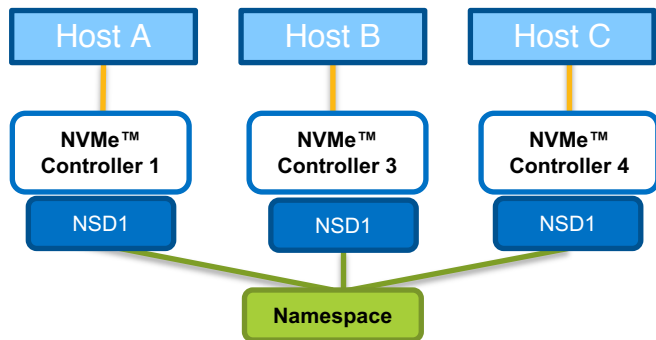 Host A
Host B
Host C
NVMe™
Controller 1
NVMe™
Controller 3
NVMe™
Controller 4
NSD1
NSD1
NSD1
Namespace